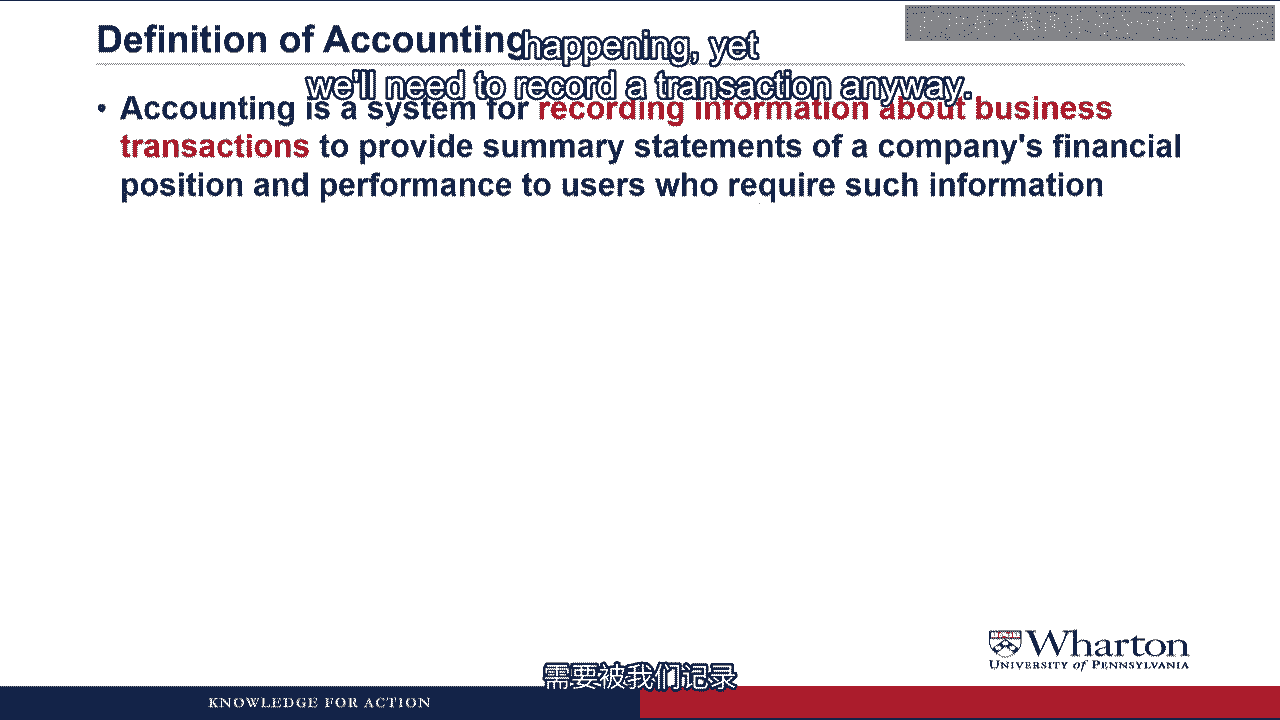 Definition of Accounting
happening, yet
we'll need to record a transaction anyway.
• Accounting is a system for recording information about business
transactions to provide summary statements of a company's financial
position and performance to users who require such information
Wharton
UNIVERSITY of PENNSYLVANIA
需要被我们记录
KNOWLEDGE FOR ACTION